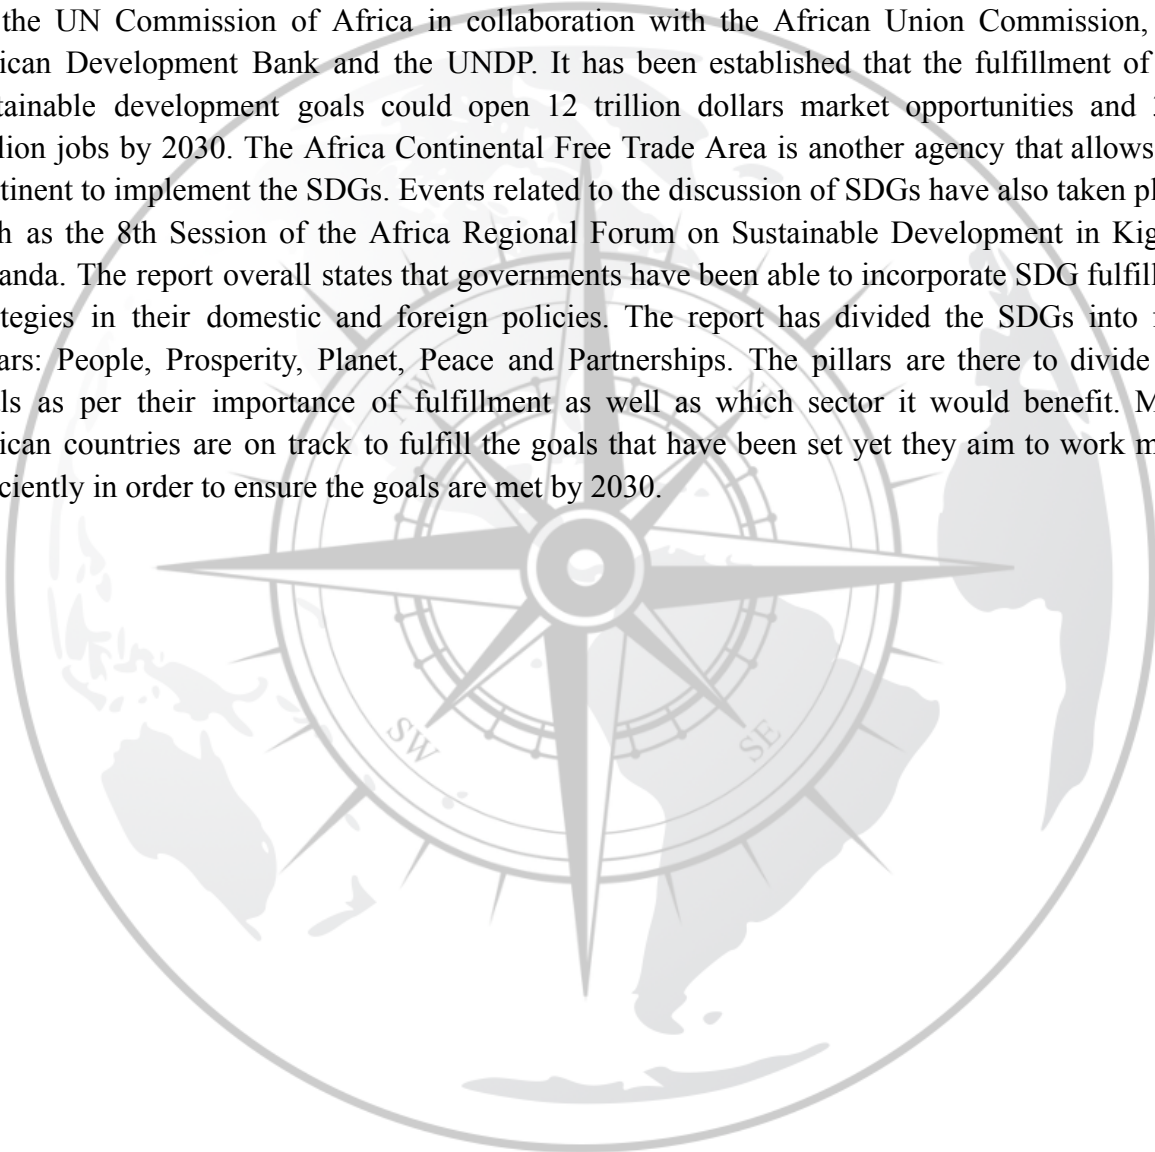 the UN Commission of Africa in collaboration with the African Union Commission,
ican Development Bank and the UNDP. It has been established that the fulfillment of
tainable development goals could open 12 trillion dollars market opportunities and
lion jobs by 2030. The Africa Continental Free Trade Area is another agency that allows
tinent to implement the SDGs. Events related to the discussion of SDGs have also taken pl
h as the 8th Session of the Africa Regional Forum on Sustainable Development in Kig
anda. The report overall states that governments have been able to incorporate SDG fulfill
tegies in their domestic and foreign policies. The report has divided the SDGs into f
ars: People, Prosperity, Planet, Peace and Partnerships. The pillars are there to divide
ls as per their importance of fulfillment as well as which sector it would benefit. M
ican countries are on track to fulfill the goals that have been set yet they aim to work m
ciently in order to ensure the goals are met by 2030.
NW
NE
SW
SE